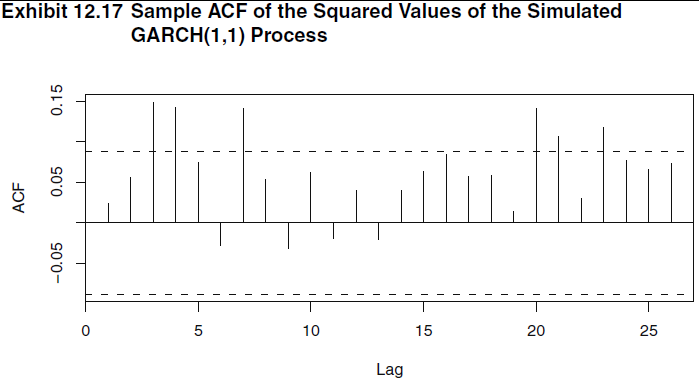 Exhibit 12.17 Sample ACF of the Squared Values of the Simulated
GARCH(1,1) Process
0.15
0.05
−0.05
ACF
0 5 10 15 20 25
Lag